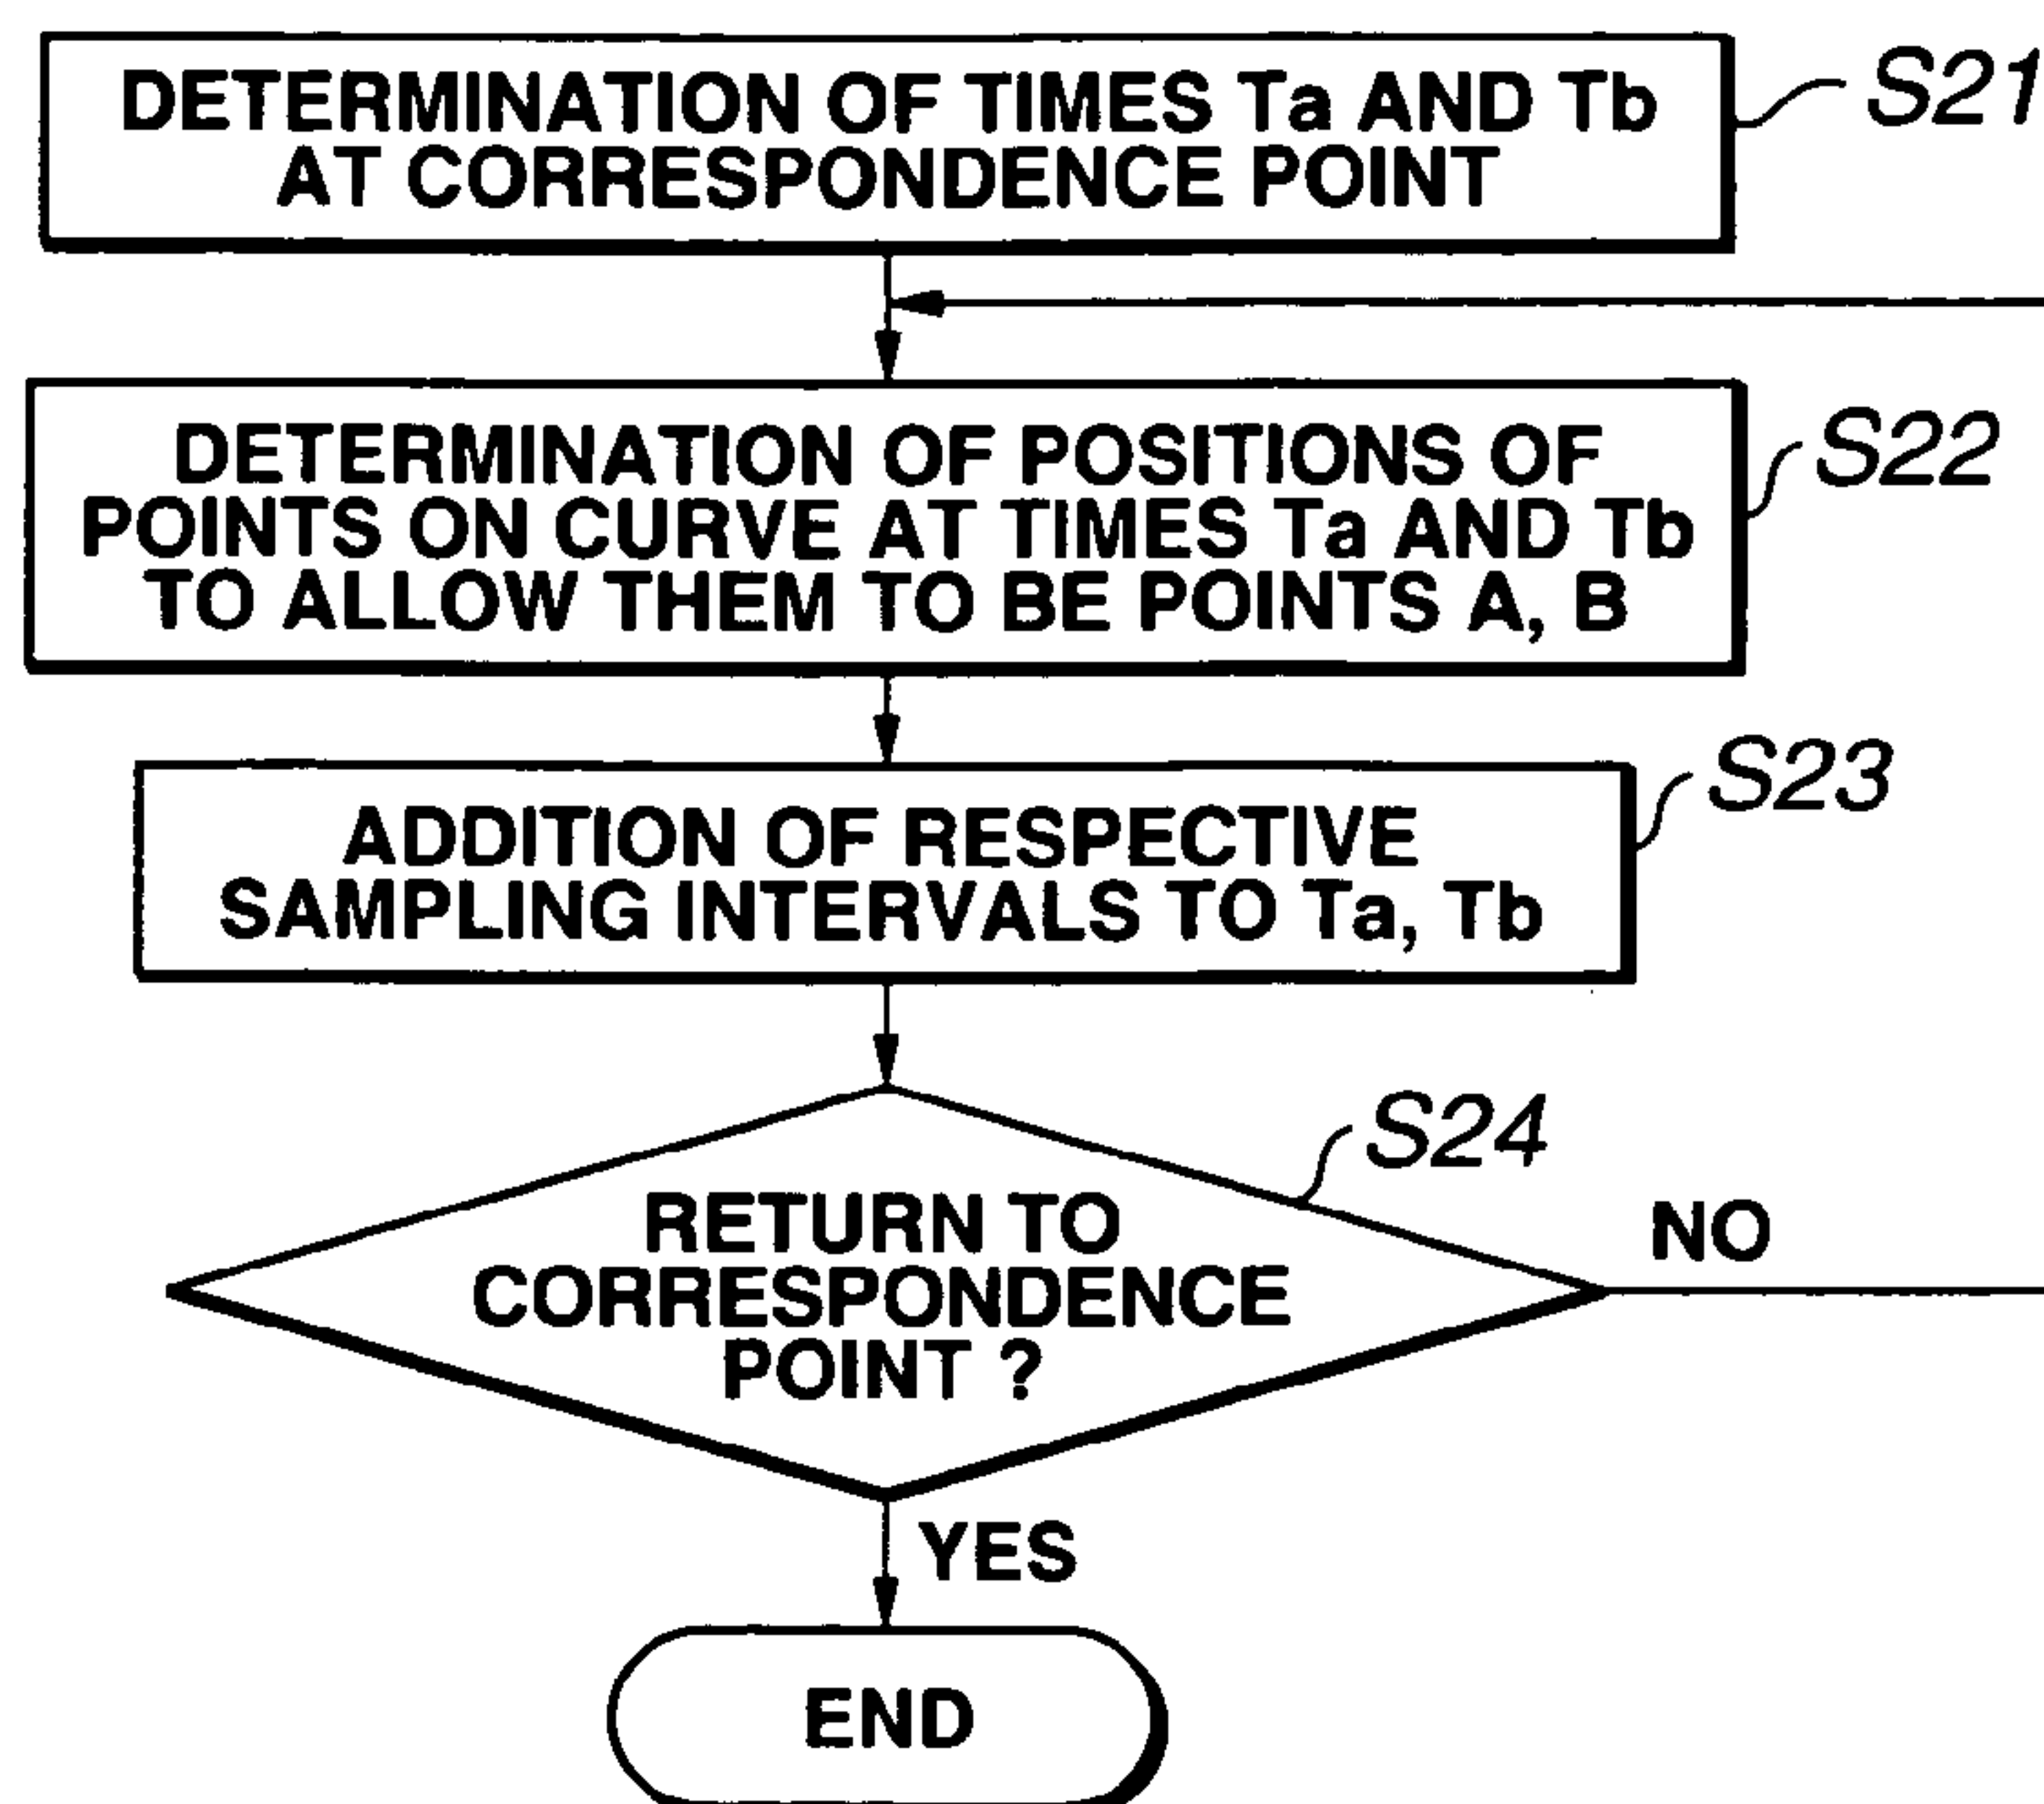 DETERMINATION OF TIMES Ta AND Tb
AT CORRESPONDENCE POINT
S21
DETERMINATION OF POSITIONS OF
POINTS ON CURVE AT TIMES Ta AND Tb
TO ALLOW THEM TO BE POINTS A, B
S22
ADDITION OF RESPECTIVE
SAMPLING INTERVALS TO Ta, Tb
S23
RETURN TO
CORRESPONDENCE
POINT ?
S24
NO
YES
END